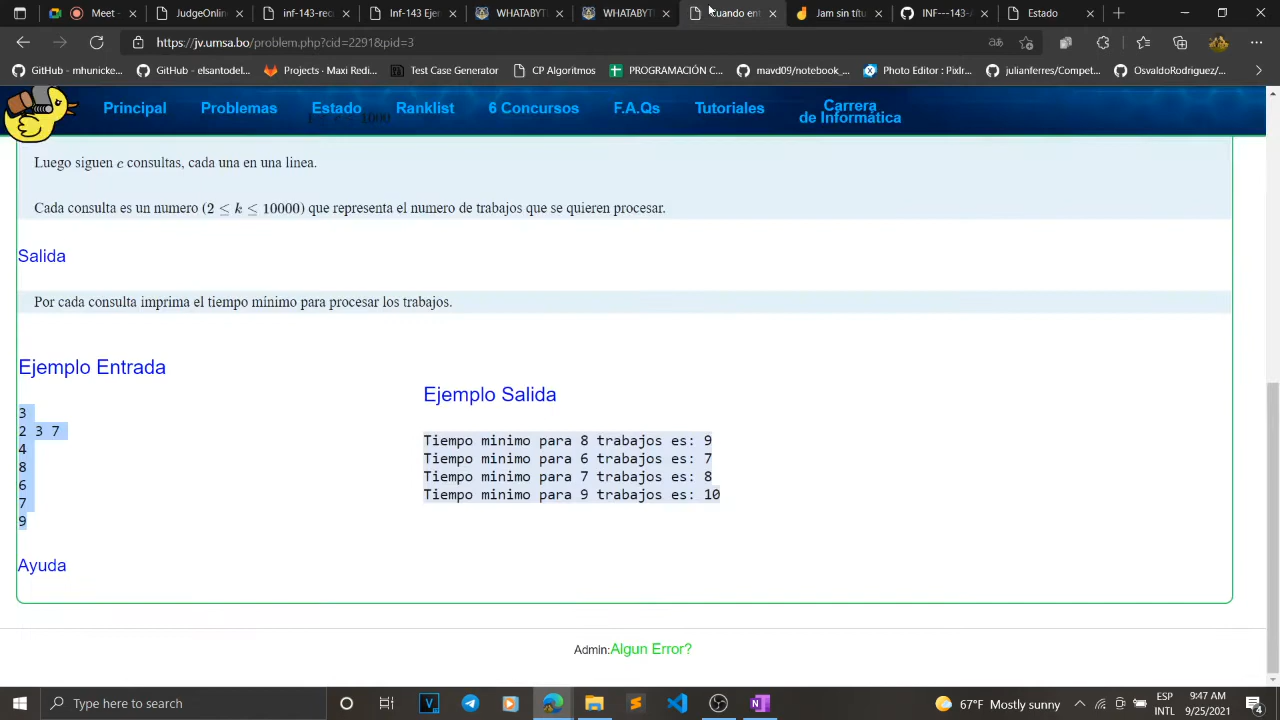 Meet -
JudgeOnlin
inf-143-rec
Inf-143 Ejer
WHATABYT
WHATABYT
Cuando ent
Jam sin titu
INF---143-A
Estado
https://jv.umsa.bo/problem.php?cid=2291&pid=3
GitHub - mhunicke...
GitHub - elsantodel...
Projects · Maxi Redi...
Test Case Generator
CP Algoritmos
PROGRAMACIÓN C...
mavd09/notebook_...
Photo Editor : Pixlr...
julianferres/Compet...
OsvaldoRodriguez/...
Principal
Problemas
Estado
Ranklist
6 Concursos
F.A.Qs
Tutoriales
Carrera
de Informática
Luego siguen c consultas, cada una en una linea.
Cada consulta es un numero (2 ≤ k ≤ 10000) que representa el numero de trabajos que se quieren procesar.
Salida
Por cada consulta imprima el tiempo mínimo para procesar los trabajos.
Ejemplo Entrada
3
2 3 7
4
8
6
7
9
Ejemplo Salida
Tiempo minimo para 8 trabajos es: 9
Tiempo minimo para 6 trabajos es: 7
Tiempo minimo para 7 trabajos es: 8
Tiempo minimo para 9 trabajos es: 10
Ayuda
Admin:Algun Error?
Type here to search
67°F Mostly sunny
ESP
INTL
9:47 AM
9/25/2021
4